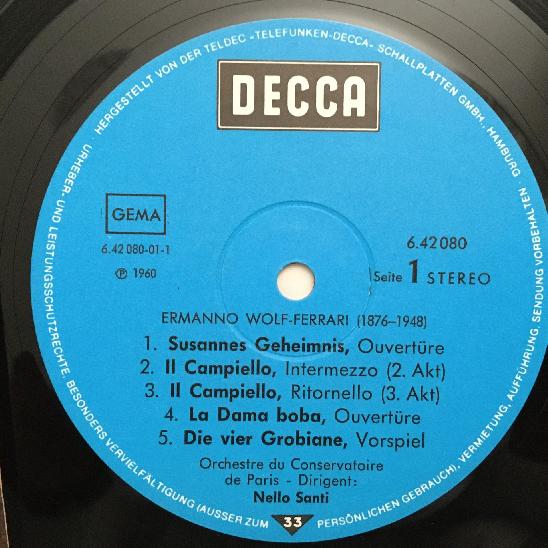 URHEBER- UND LEISTUNGSSCHUTZRECHTE, BESONDERS VERVIELFÄLTIGUNG (AUSSER ZUM PERSÖNLICHEN GEBRAUCH), VERMIETUNG, AUFFÜHRUNG, SENDUNG VORBEHALTEN · HERGESTELLT VON DER TELDEC „TELEFUNKEN-DECCA" SCHALLPLATTEN GMBH., HAMBURG ·
DECCA
GEMA
6.42 080-01-1
℗ 1960
6.42 080
Seite 1 STEREO
ERMANNO WOLF-FERRARI (1876–1948)
1. Susannes Geheimnis, Ouvertüre
2. Il Campiello, Intermezzo (2. Akt)
3. Il Campiello, Ritornello (3. Akt)
4. La Dama boba, Ouvertüre
5. Die vier Grobiane, Vorspiel
Orchestre du Conservatoire
de Paris – Dirigent:
Nello Santi
33